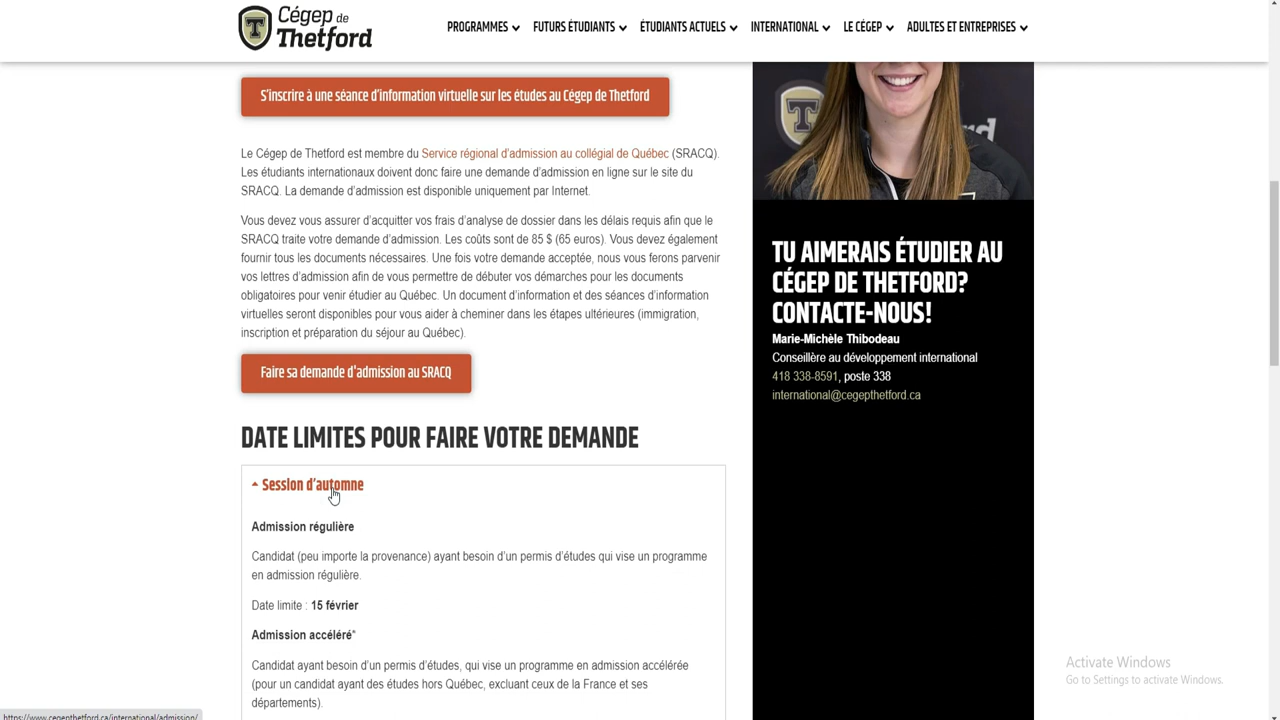 Cégep de
Thetford
PROGRAMMES
FUTURS ÉTUDIANTS
ÉTUDIANTS ACTUELS
INTERNATIONAL
LE CÉGEP
ADULTES ET ENTREPRISES
S'inscrire à une séance d'information virtuelle sur les études au Cégep de Thetford
Le Cégep de Thetford est membre du Service régional d'admission au collégial de Québec (SRACQ).
Les étudiants internationaux doivent donc faire une demande d'admission en ligne sur le site du
SRACQ. La demande d'admission est disponible uniquement par Internet.
Vous devez vous assurer d'acquitter vos frais d'analyse de dossier dans les délais requis afin que le
SRACQ traite votre demande d'admission. Les coûts sont de 85 $ (65 euros). Vous devez également
fournir tous les documents nécessaires. Une fois votre demande acceptée, nous vous ferons parvenir
vos lettres d'admission afin de vous permettre de débuter vos démarches pour les documents
obligatoires pour venir étudier au Québec. Un document d'information et des séances d'information
virtuelles seront disponibles pour vous aider à cheminer dans les étapes ultérieures (immigration,
inscription et préparation du séjour au Québec).
Faire sa demande d'admission au SRACQ
DATE LIMITES POUR FAIRE VOTRE DEMANDE
Session d'automne
Admission régulière
Candidat (peu importe la provenance) ayant besoin d'un permis d'études qui vise un programme
en admission régulière.
Date limite : 15 février
Admission accéléré*
Candidat ayant besoin d'un permis d'études, qui vise un programme en admission accélérée
(pour un candidat ayant des études hors Québec, excluant ceux de la France et ses
départements).
TU AIMERAIS ÉTUDIER AU
CÉGEP DE THETFORD?
CONTACTE-NOUS!
Marie-Michèle Thibodeau
Conseillère au développement international
418 338-8591, poste 338
international@cegepthetford.ca
Activate Windows
Go to Settings to activate Windows.
https://www.cegepthetford.ca/international/admission/